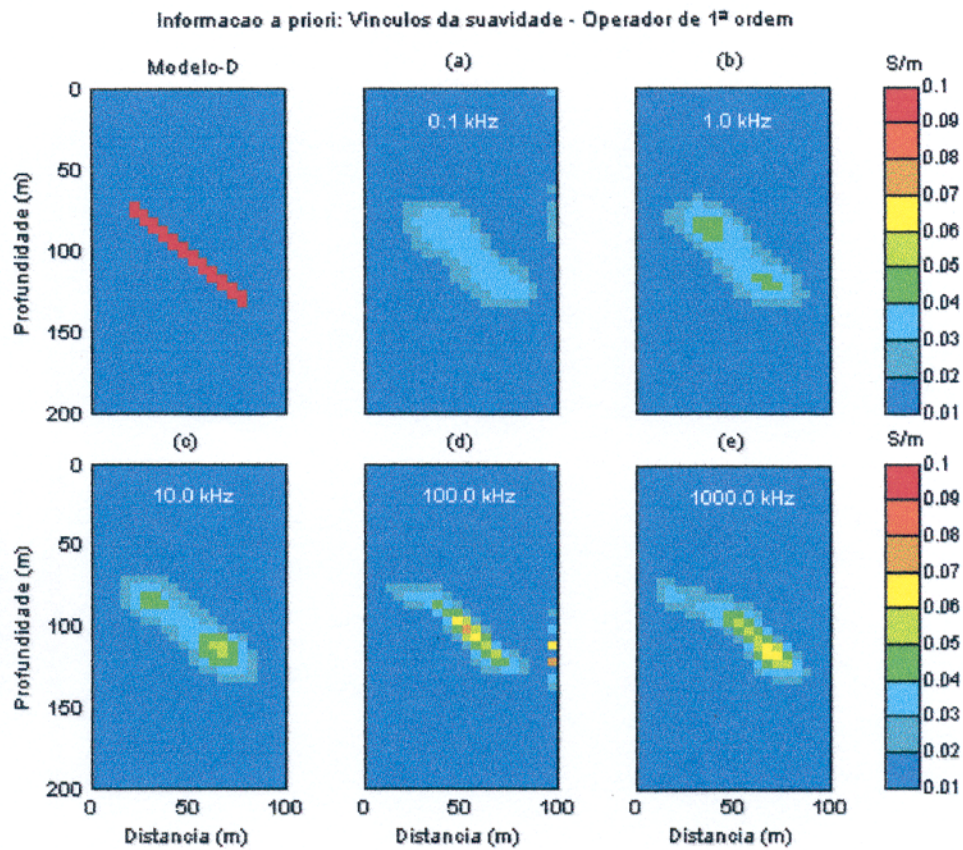 Informacao a priori: Vinculos da suavidade - Operador de 1ª ordem
Modelo-D
(a)
(b)
S/m
0
50
100
150
200
Profundidade (m)
0.1 kHz
1.0 kHz
0.1
0.09
0.08
0.07
0.06
0.05
0.04
0.03
0.02
0.01
(c)
(d)
(e)
S/m
0
50
100
150
200
Profundidade (m)
10.0 kHz
100.0 kHz
1000.0 kHz
0.1
0.09
0.08
0.07
0.06
0.05
0.04
0.03
0.02
0.01
0
50
100
0
50
100
0
50
100
Distancia (m)
Distancia (m)
Distancia (m)